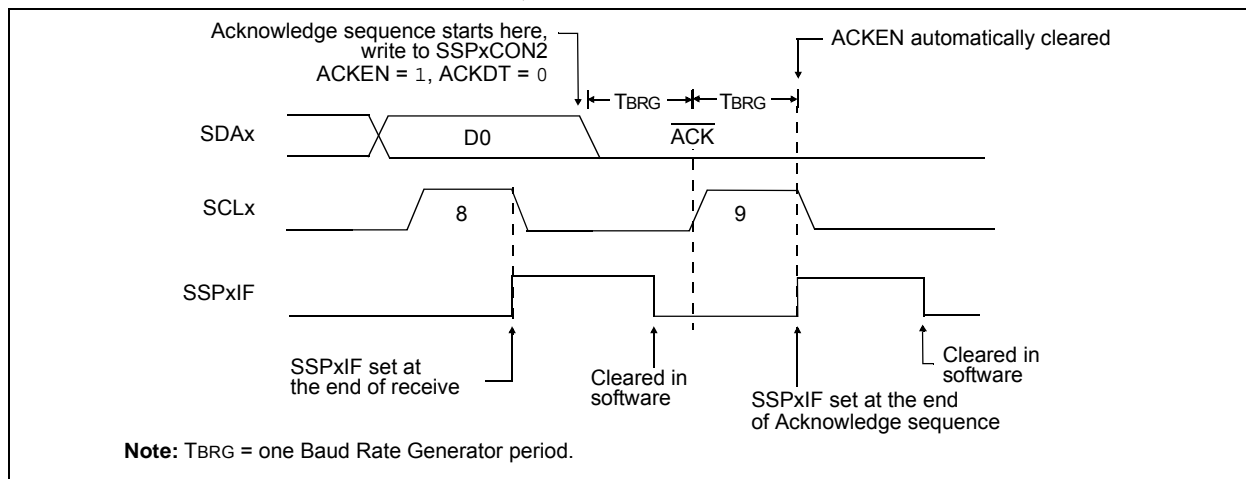 Acknowledge sequence starts here,
write to SSPxCON2
ACKEN = 1, ACKDT = 0
ACKEN automatically cleared
TBRG
TBRG
SDAx
D0
ACK
SCLx
8
9
SSPxIF
SSPxIF set at
the end of receive
Cleared in
software
SSPxIF set at the end
of Acknowledge sequence
Cleared in
software
Note: TBRG = one Baud Rate Generator period.